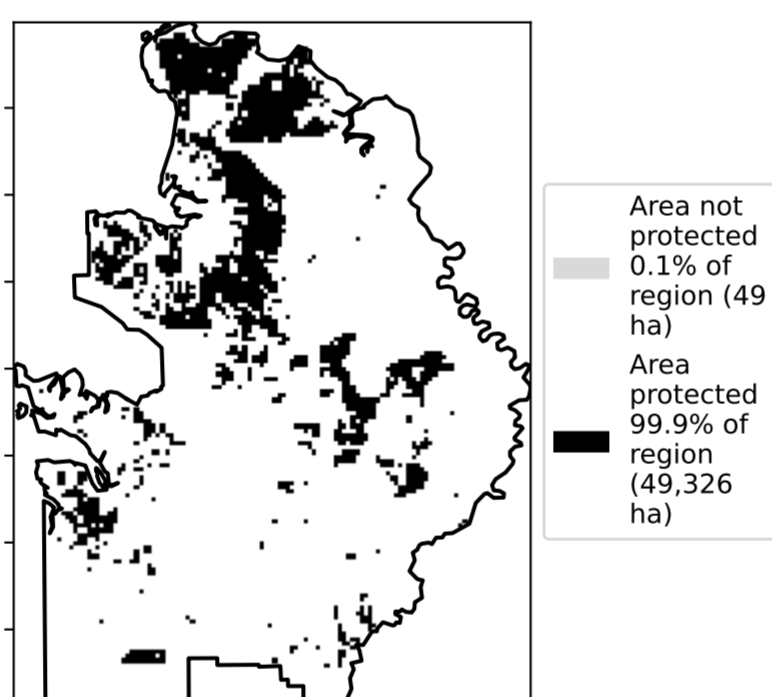 Area not
protected
0.1% of
region (49
ha)
Area
protected
99.9% of
region
(49,326
ha)